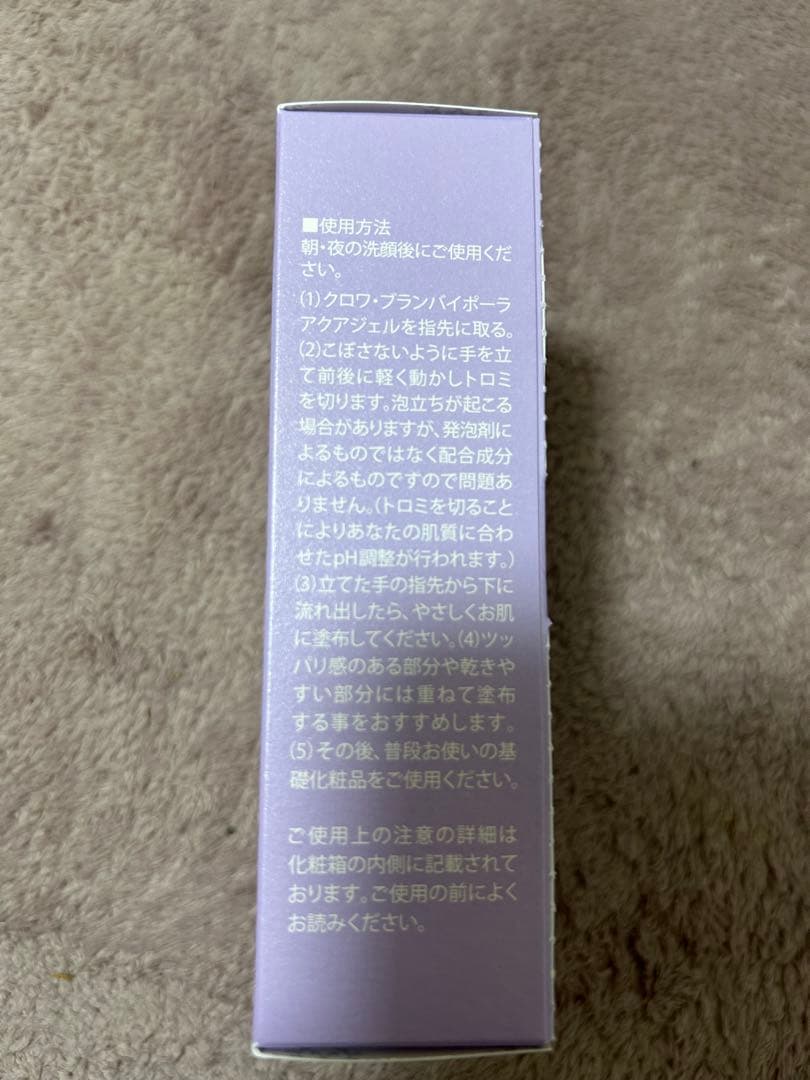 ■使用方法
朝・夜の洗顔後にご使用くだ
さい。
(1)クロワ・ブランバイポーラ
アクアジェルを指先に取る。
(2)こぼさないように手を立
て前後に軽く動かしトロミ
を切ります。泡立ちが起こる
場合がありますが、発泡剤に
よるものではなく配合成分
によるものですので問題あ
りません。(トロミを切ること
によりあなたの肌質に合わ
せたpH調整が行われます。)
(3)立てた手の指先から下に
流れ出したら、やさしくお肌
に塗布してください。(4)ツッ
パリ感のある部分や乾きや
すい部分には重ねて塗布
する事をおすすめします。
(5)その後、普段お使いの基
礎化粧品をご使用ください。
ご使用上の注意の詳細は
化粧箱の内側に記載されて
おります。ご使用の前によく
お読みください。